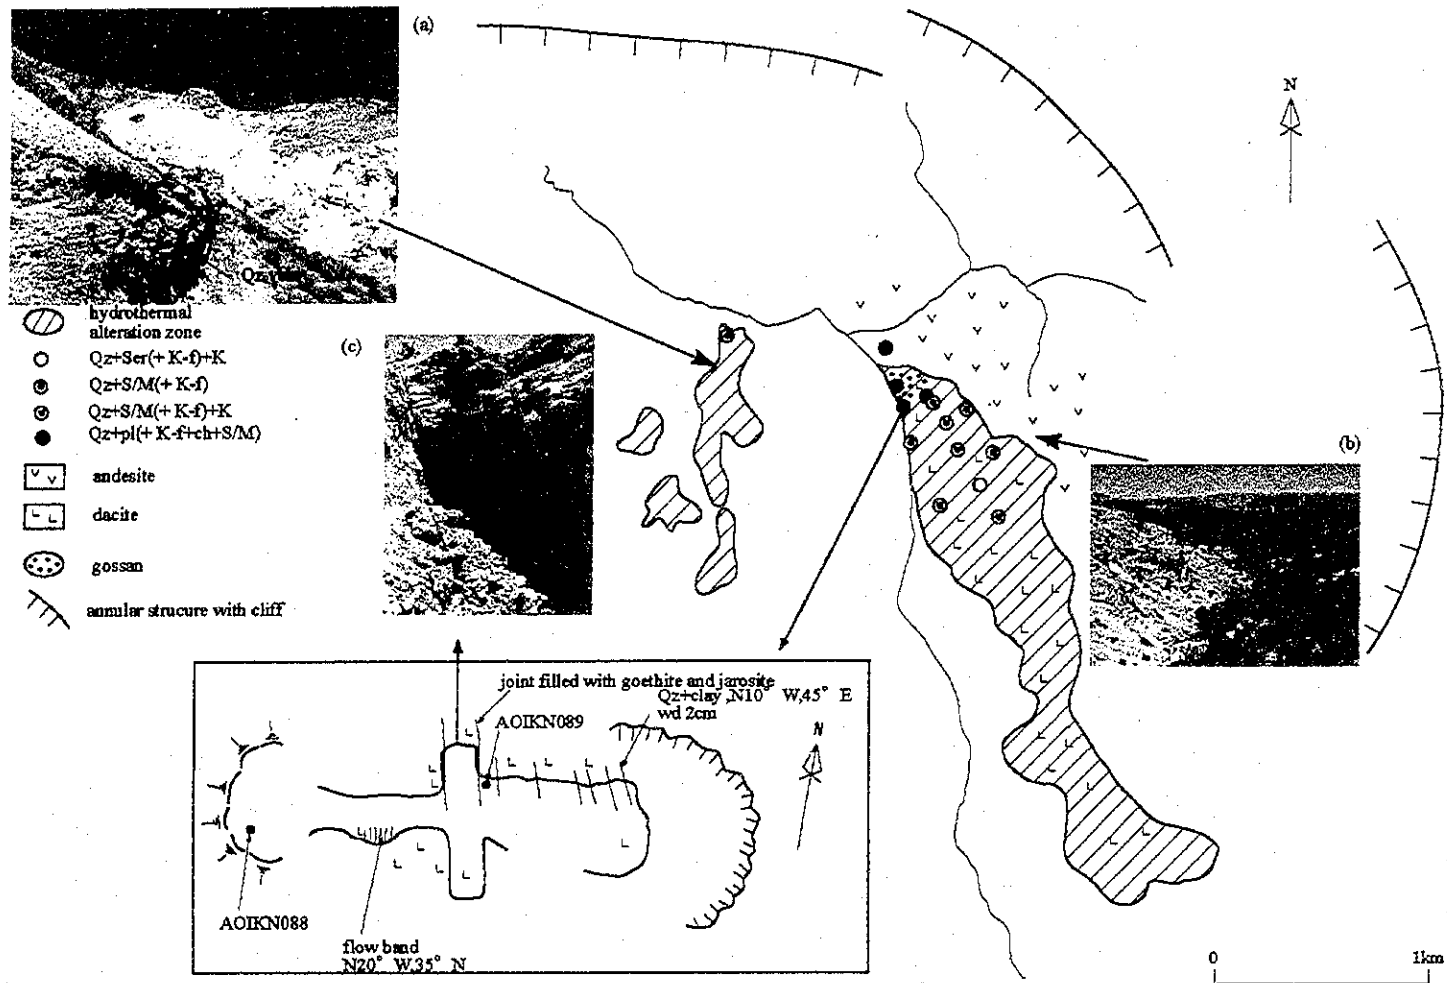 (a)
N
Qz
hydrothermal
alteration zone
Qz+Ser(+ K-f)+K
Qz+S/M(+ K-f)
Qz+S/M(+ K-f)+K
Qz+pl(+ K-f+ch+S/M)
andesite
dacite
gossan
annular strucure with cliff
(c)
(b)
joint filled with goethite and jarosite
Qz+clay ,N10° W,45° E
wd 2cm
AOIKN089
N
AOIKN088
flow band
N20° W,35° N
0
1km